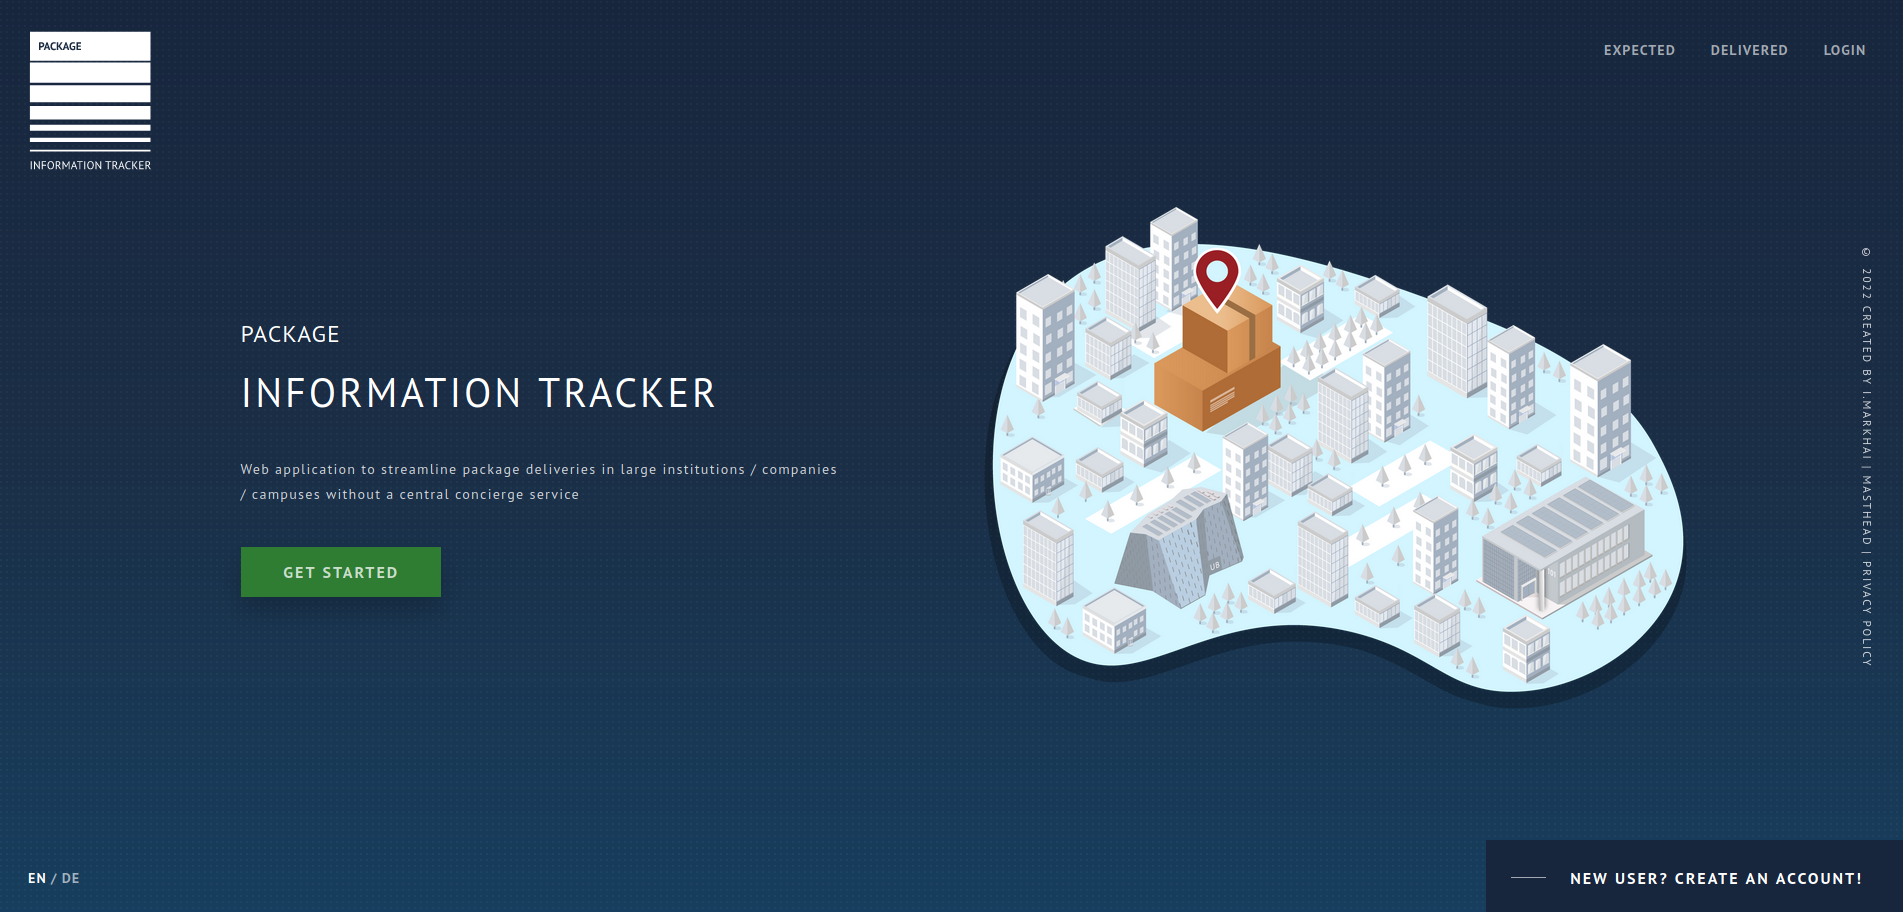 PACKAGE
INFORMATION TRACKER
EXPECTED
DELIVERED
LOGIN
PACKAGE
INFORMATION TRACKER
Web application to streamline package deliveries in large institutions / companies
/ campuses without a central concierge service
GET STARTED
UB
© 2022 CREATED BY I.MARKHAI | MASTHEAD | PRIVACY POLICY
EN / DE
NEW USER? CREATE AN ACCOUNT!